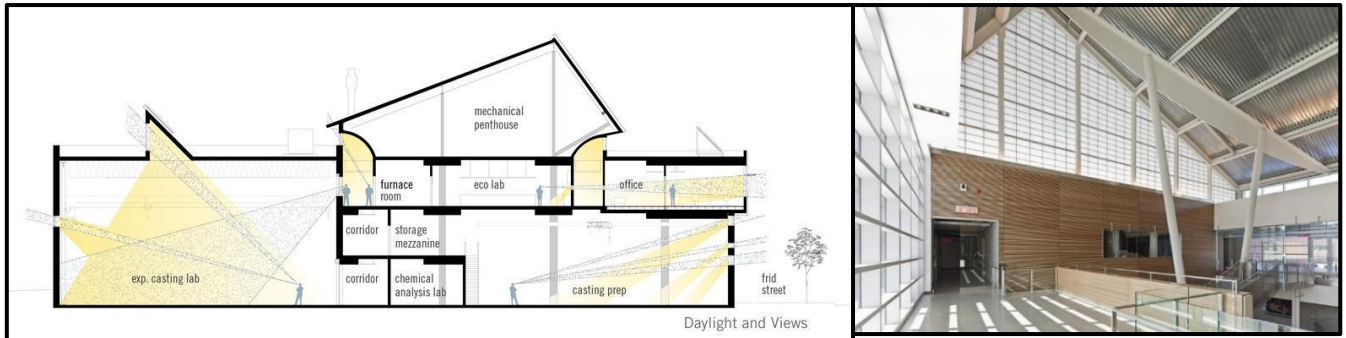 mechanical
penthouse
furnace
room
eco lab
office
corridor
storage
mezzanine
exp. casting lab
corridor
chemical
analysis lab
casting prep
frid
street
Daylight and Views